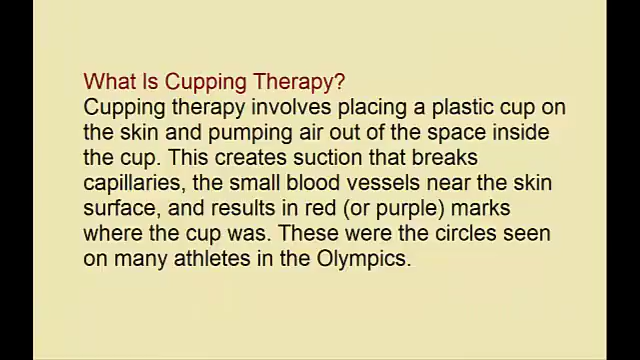 What Is Cupping Therapy?
Cupping therapy involves placing a plastic cup on
the skin and pumping air out of the space inside
the cup. This creates suction that breaks
capillaries, the small blood vessels near the skin
surface, and results in red (or purple) marks
where the cup was. These were the circles seen
on many athletes in the Olympics.